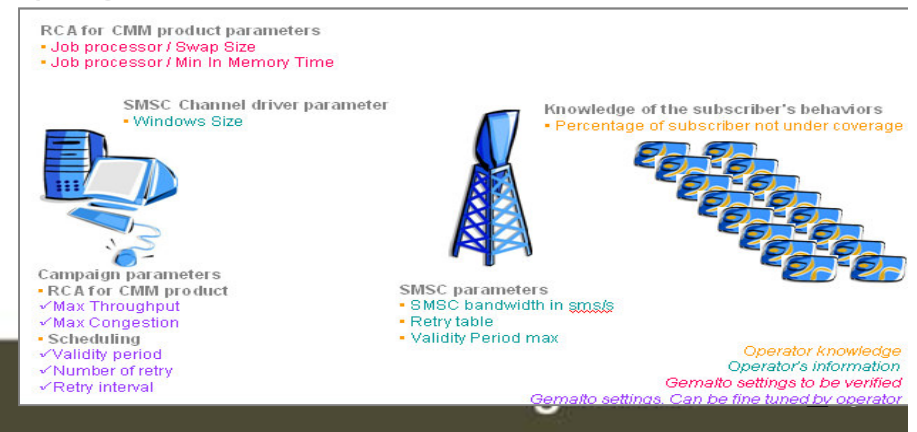 RCA for CMM product parameters
▪ Job processor / Swap Size
▪ Job processor / Min In Memory Time
SMSC Channel driver parameter
▪ Windows Size
Knowledge of the subscriber's behaviors
▪ Percentage of subscriber not under coverage
Campaign parameters
▪ RCA for CMM product
✓Max Throughput
✓Max Congestion
▪ Scheduling
✓Validity period
✓Number of retry
✓Retry interval
SMSC parameters
▪ SMSC bandwidth in sms/s
▪ Retry table
▪ Validity Period max
Operator knowledge
Operator's information
Gemalto settings to be verified
Gemalto settings. Can be fine tuned by operator